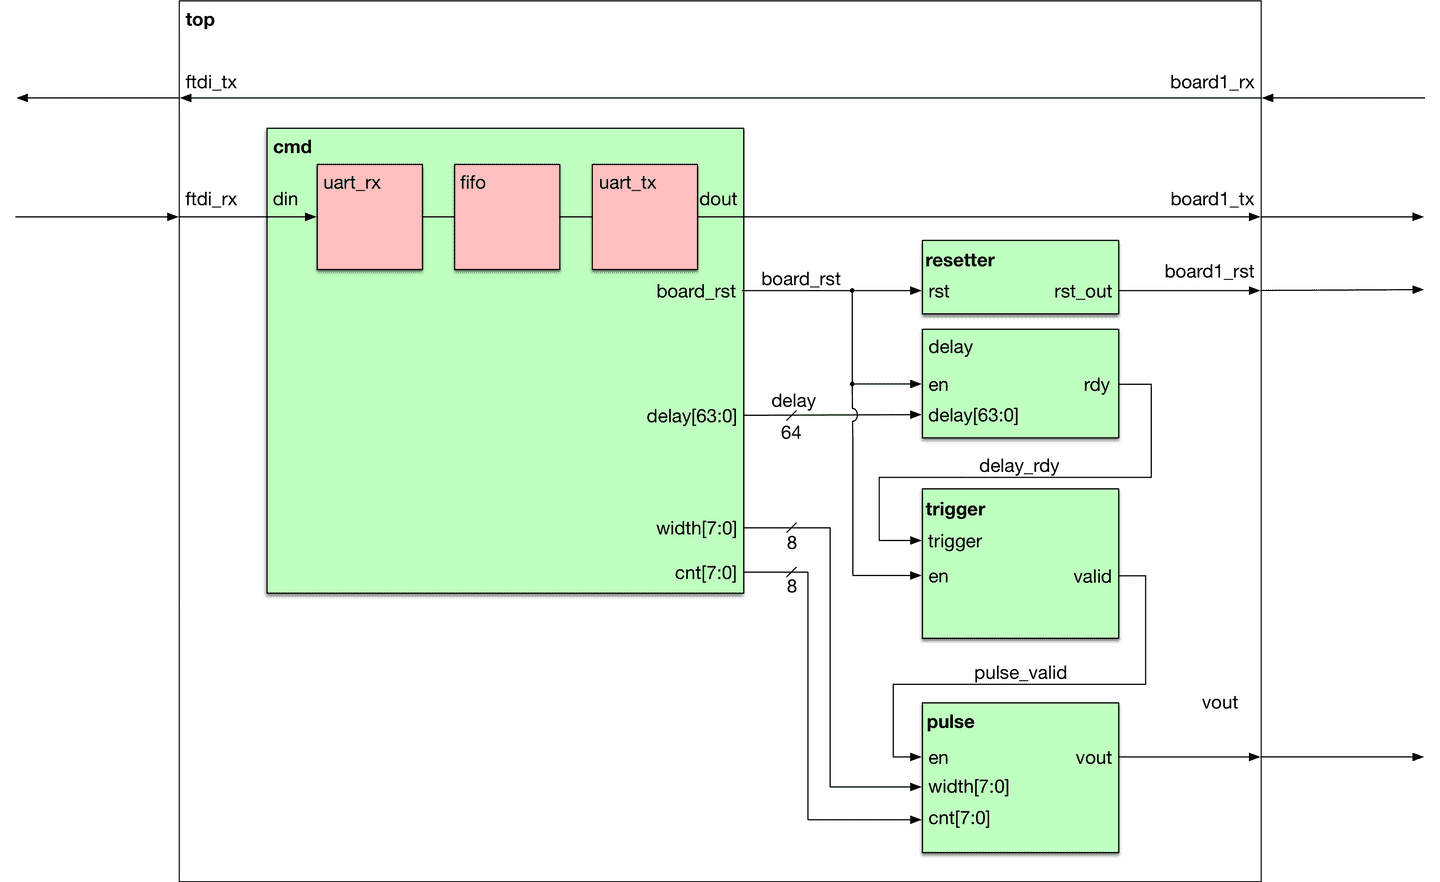 top
ftdi_tx
board1_rx
cmd
uart_rx
fifo
uart_tx
ftdi_rx
din
dout
board1_tx
resetter
board_rst
board_rst
rst
rst_out
board1_rst
delay
en
rdy
delay[63:0]
delay
64
delay[63:0]
delay_rdy
trigger
trigger
width[7:0]
8
cnt[7:0]
8
en
valid
pulse_valid
vout
pulse
en
vout
width[7:0]
cnt[7:0]